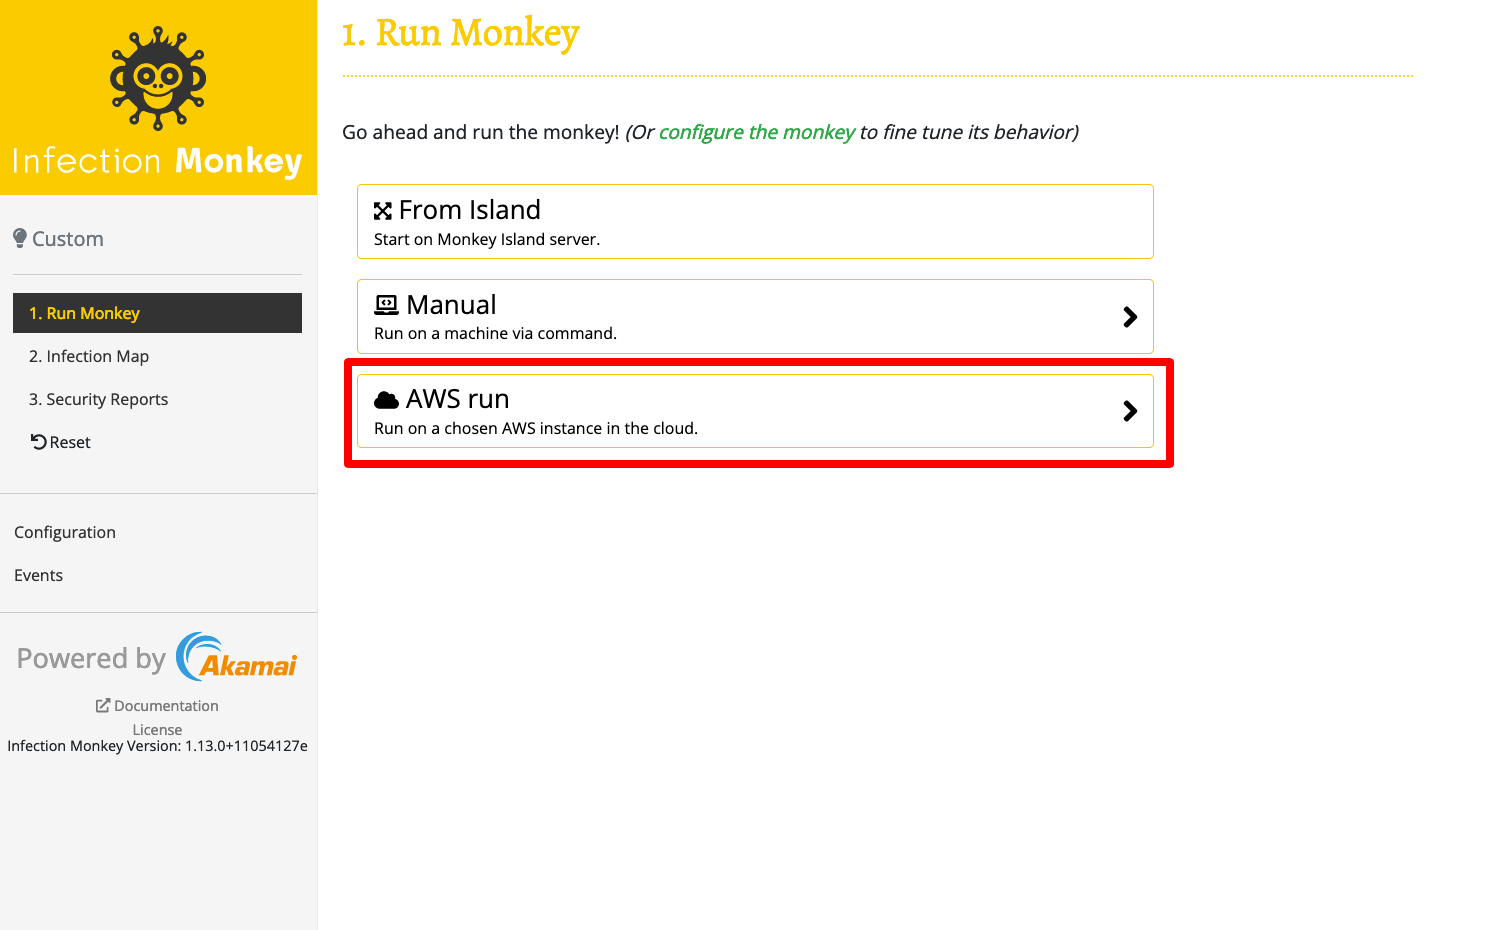 Infection Monkey
Custom
1. Run Monkey
2. Infection Map
3. Security Reports
Reset
Configuration
Events
Powered by Akamai
Documentation
License
Infection Monkey Version: 1.13.0+11054127e
1. Run Monkey
Go ahead and run the monkey! (Or configure the monkey to fine tune its behavior)
From Island
Start on Monkey Island server.
Manual
Run on a machine via command.
AWS run
Run on a chosen AWS instance in the cloud.